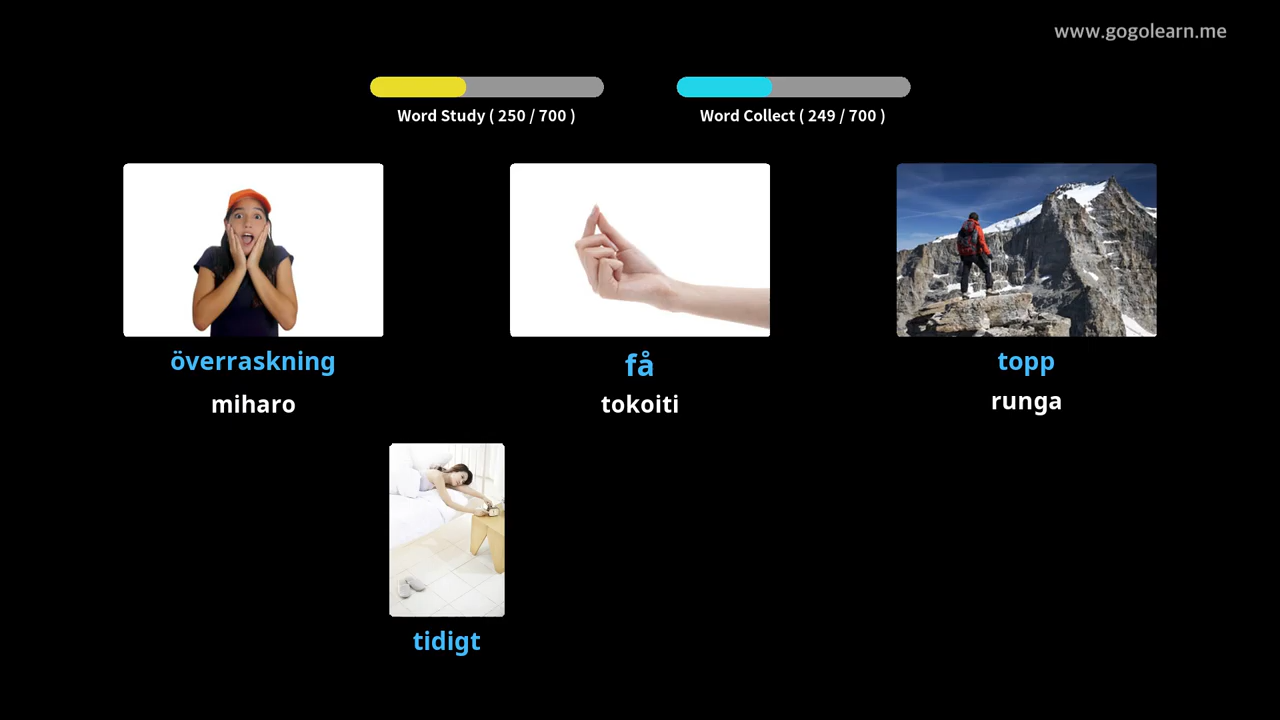 www.gogolearn.me
Word Study ( 250 / 700 )
Word Collect ( 249 / 700 )
överraskning
få
topp
miharo
tokoiti
runga
tidigt